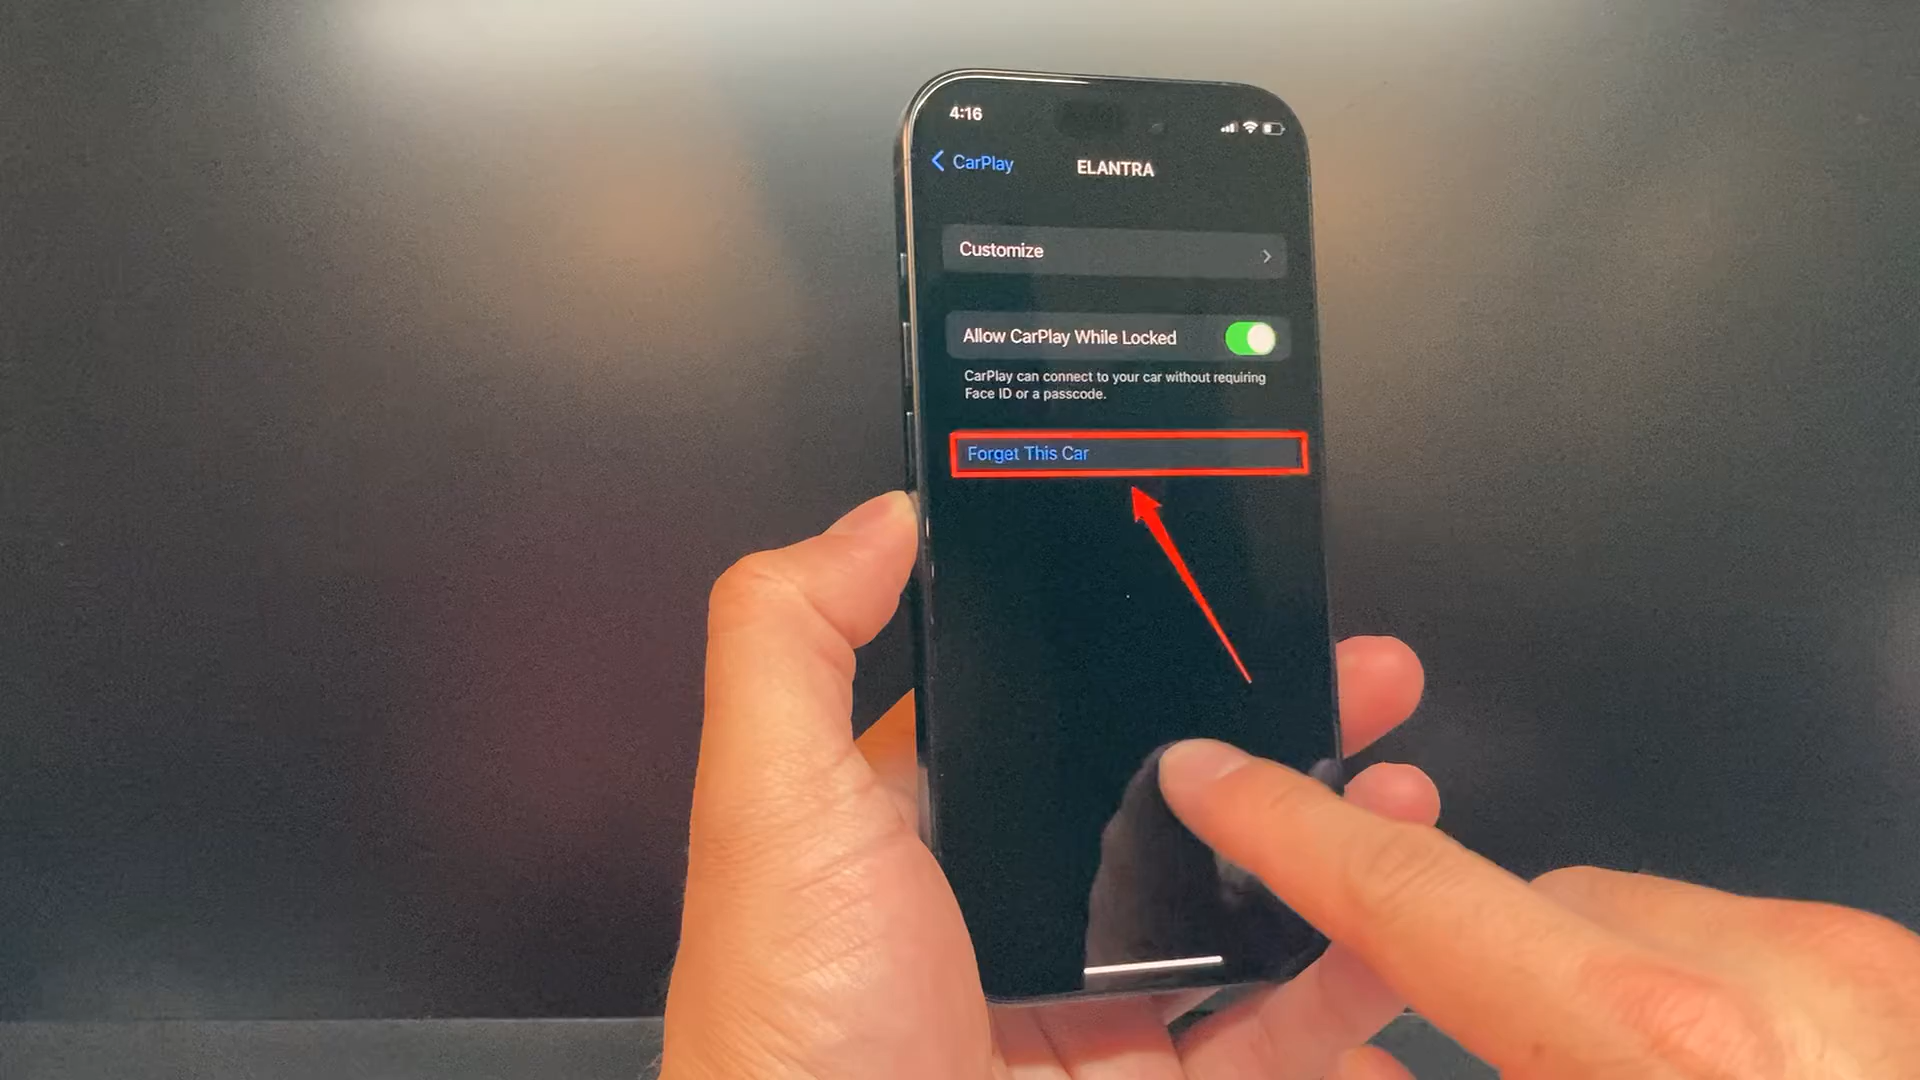 4:16
CarPlay
ELANTRA
Customize
Allow CarPlay While Locked
CarPlay can connect to your car without requiring
Face ID or a passcode.
Forget This Car